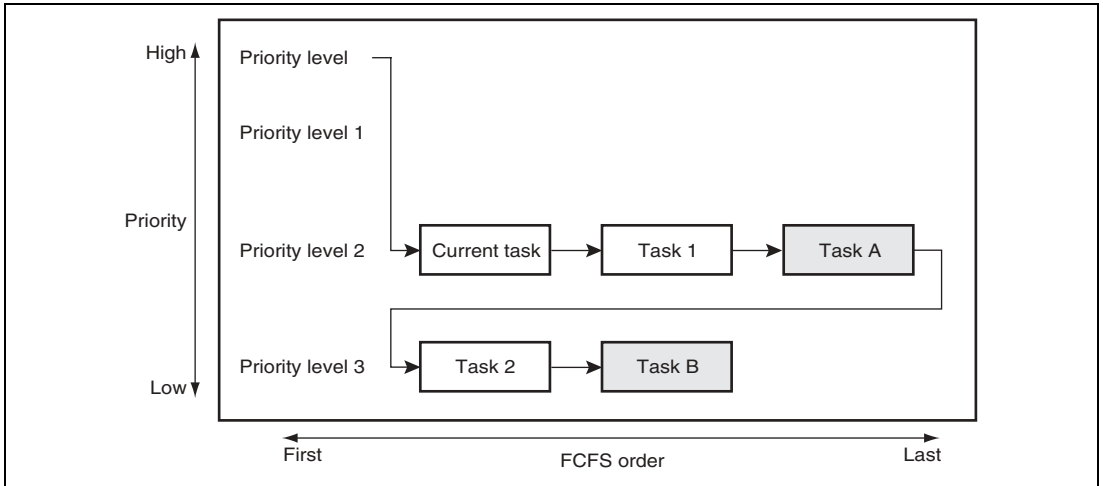 High
Priority level
Priority level 1
Priority
Priority level 2
Current task
Task 1
Task A
Priority level 3
Task 2
Task B
Low
First
FCFS order
Last